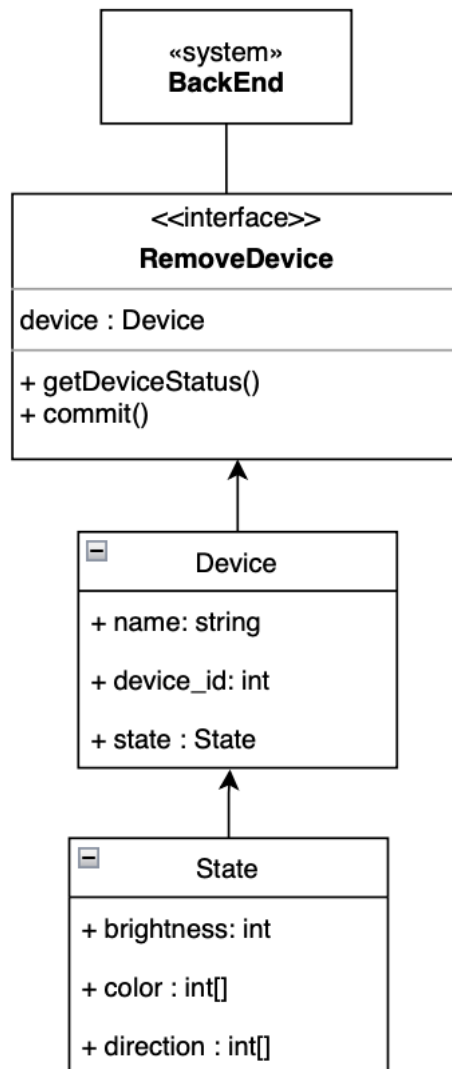 «system»
BackEnd
<<interface>>
RemoveDevice
device : Device
+ getDeviceStatus()
+ commit()
Device
+ name: string
+ device_id: int
+ state : State
State
+ brightness: int
+ color : int[]
+ direction : int[]